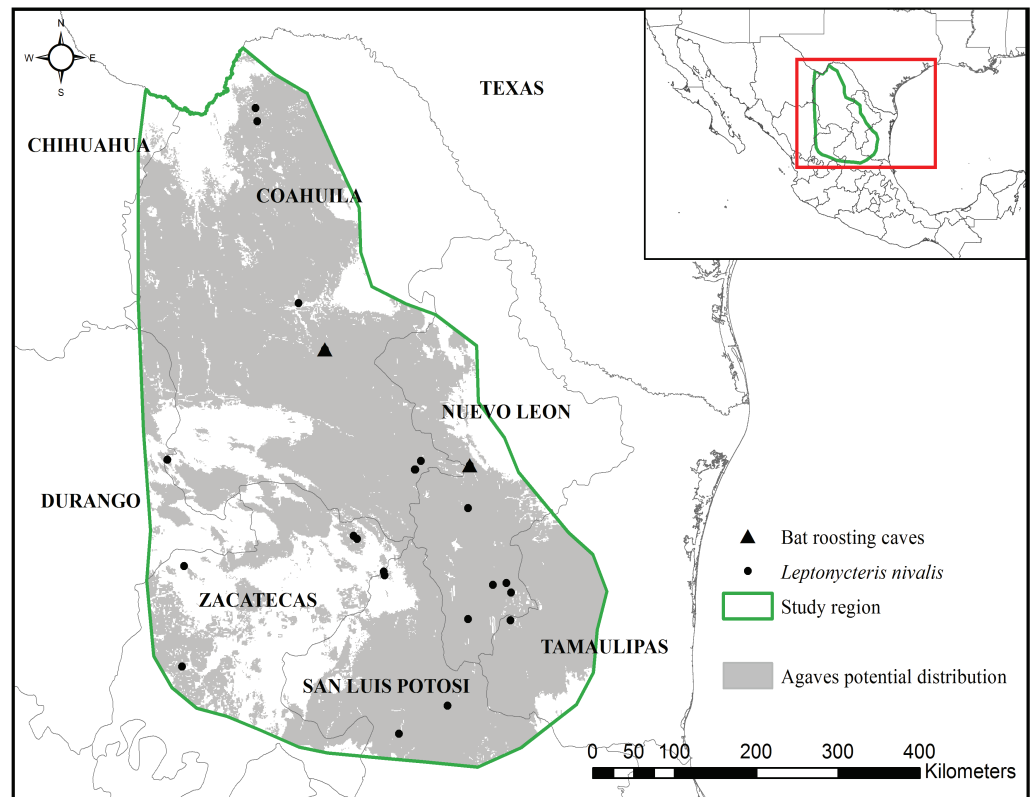 N
W E
S
TEXAS
CHIHUAHUA
COAHUILA
NUEVO LEON
DURANGO
ZACATECAS
TAMAULIPAS
SAN LUIS POTOSI
Bat roosting caves
Leptonycteris nivalis
Study region
Agaves potential distribution
0 50 100 200 300 400
Kilometers